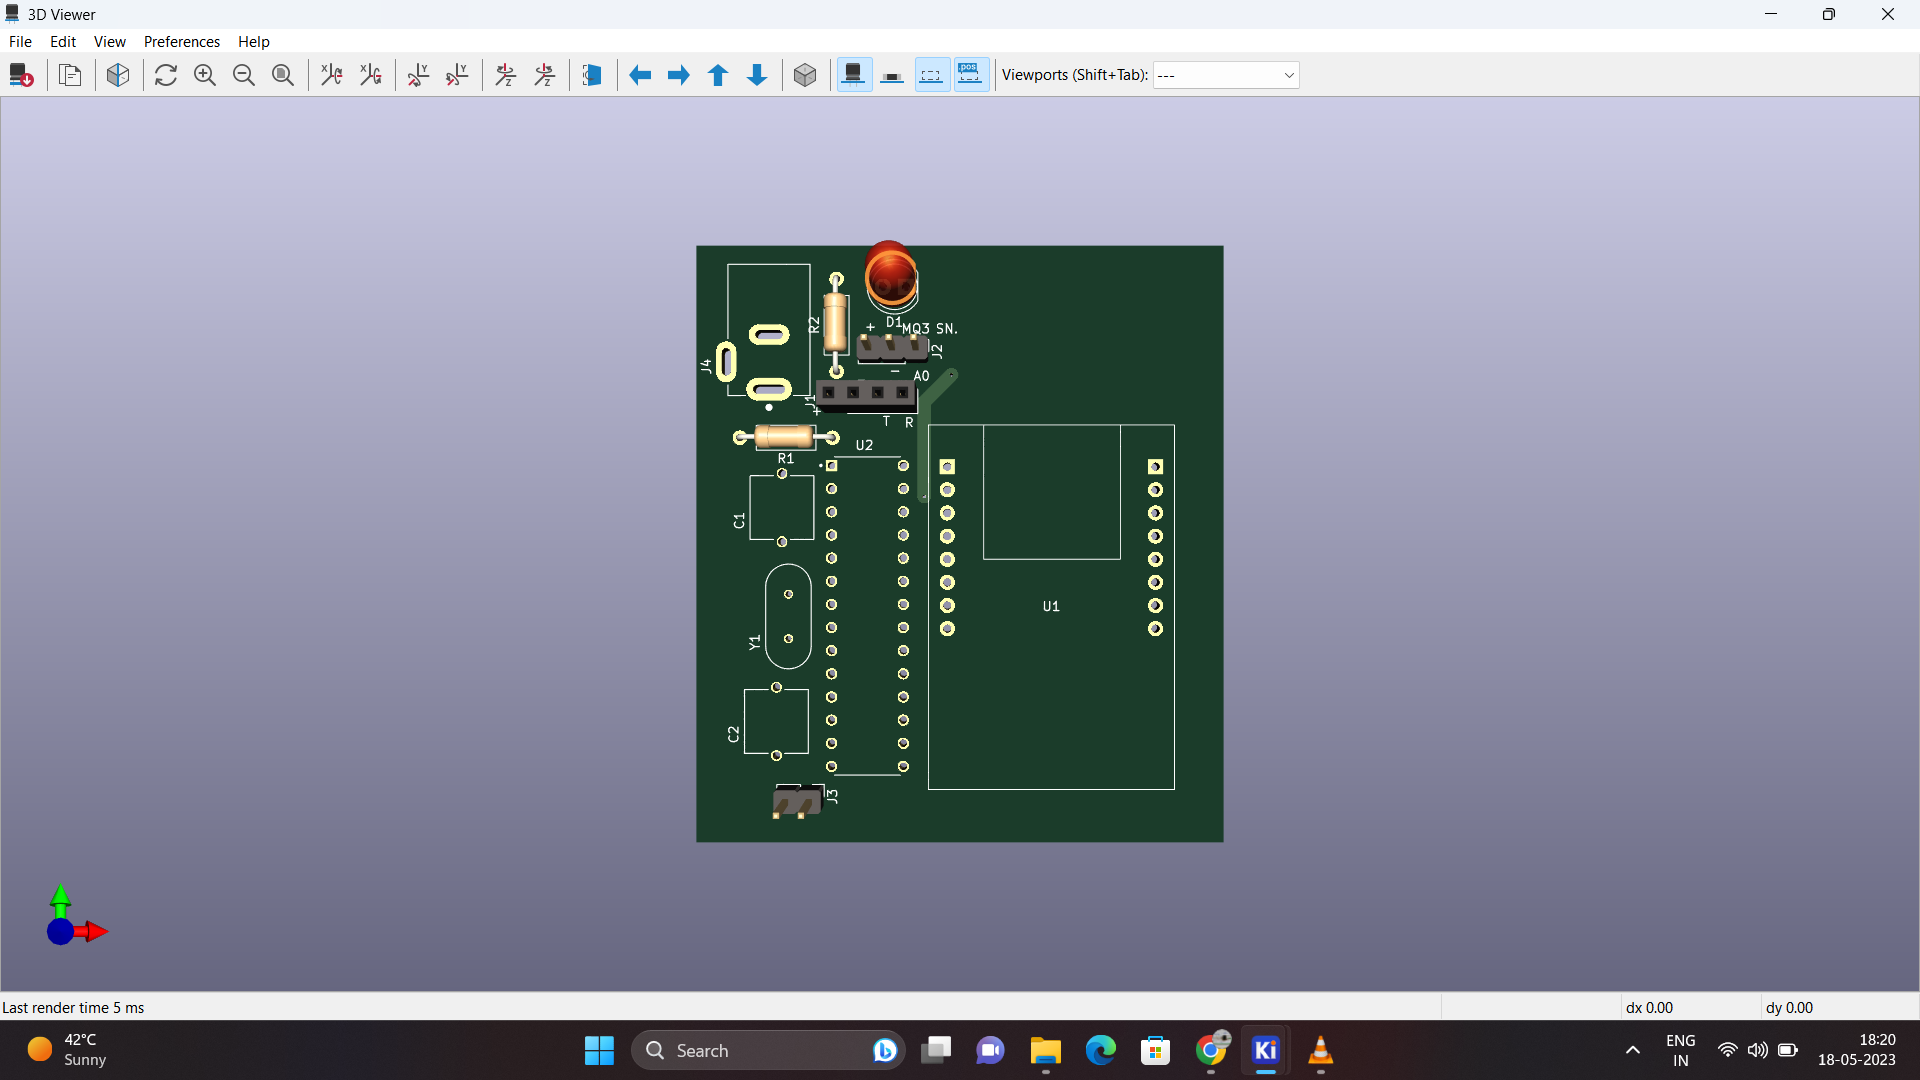 3D Viewer
File Edit View Preferences Help
Viewports (Shift+Tab): ---
D1
+ MQ3 SN.
R2
J2
J4
− A0
J1
+
T R
U2
R1
C1
U1
Y1
C2
J3
Last render time 5 ms
dx 0.00
dy 0.00
42°C
Sunny
Search
Ki
ENG
IN
18:20
18-05-2023